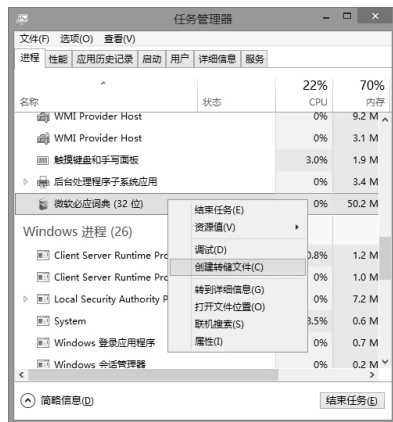 任务管理器
文件(F) 选项(O) 查看(V)
进程 性能 应用历史记录 启动 用户 详细信息 服务
22% 70%
名称 状态 CPU 内存
WMI Provider Host 0% 9.2 M
WMI Provider Host 0% 3.1 M
触摸键盘和手写面板 3.0% 1.9 M
后台处理程序子系统应用 0% 3.4 M
微软必应词典 (32 位) 0% 50.2 M
结束任务(E)
资源值(V)
调试(D)
创建转储文件(C)
转到详细信息(G)
打开文件位置(O)
联机搜索(S)
属性(I)
Windows 进程 (26)
Client Server Runtime Prc 0.8% 1.2 M
Client Server Runtime Prc 0% 1.0 M
Local Security Authority P 0% 7.2 M
System 3.5% 0.6 M
Windows 登录应用程序 0% 0.7 M
Windows 会话管理器 0% 0.2 M
简略信息(D) 结束任务(E)